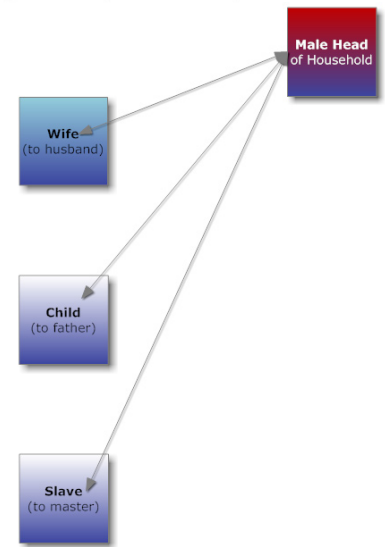 Male Head
of Household
Wife
(to husband)
Child
(to father)
Slave
(to master)